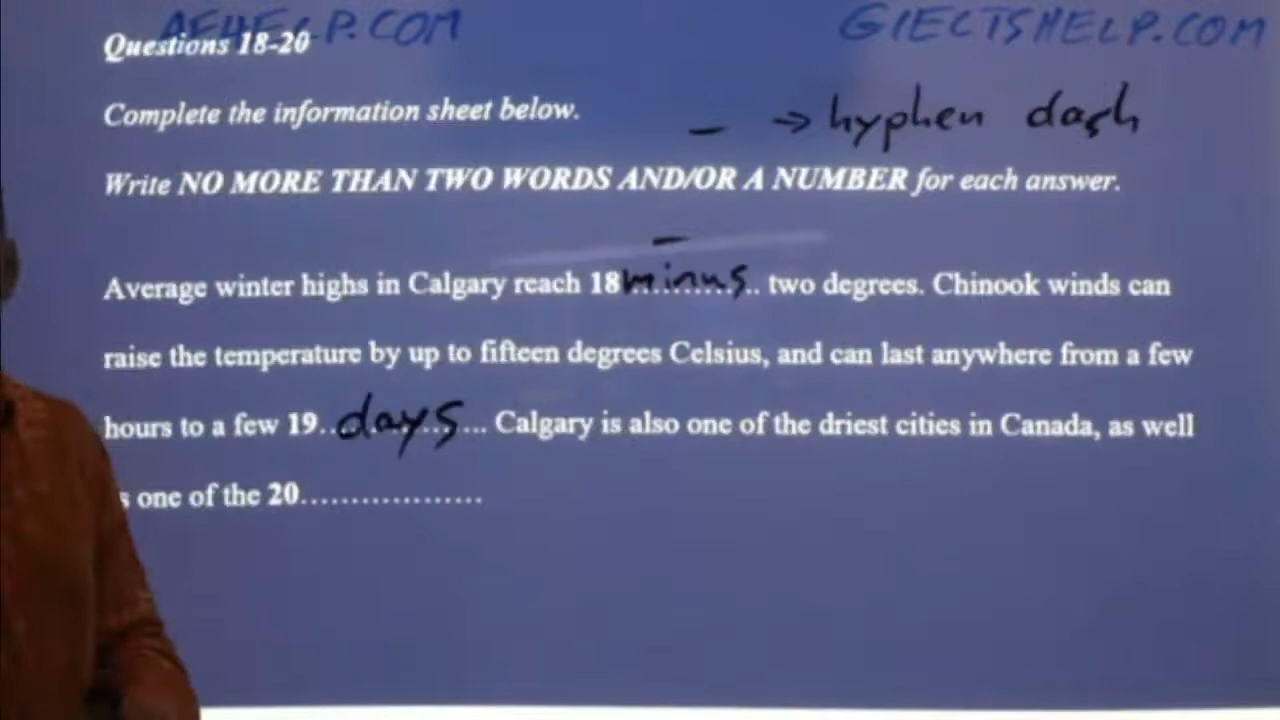 AEHELP.COM GIELTSHELP.COM
Questions 18-20
Complete the information sheet below.
- → hyphen dash
Write NO MORE THAN TWO WORDS AND/OR A NUMBER for each answer.
-
Average winter highs in Calgary reach 18 minus.. two degrees. Chinook winds can
raise the temperature by up to fifteen degrees Celsius, and can last anywhere from a few
hours to a few 19..days... Calgary is also one of the driest cities in Canada, as well
s one of the 20..................